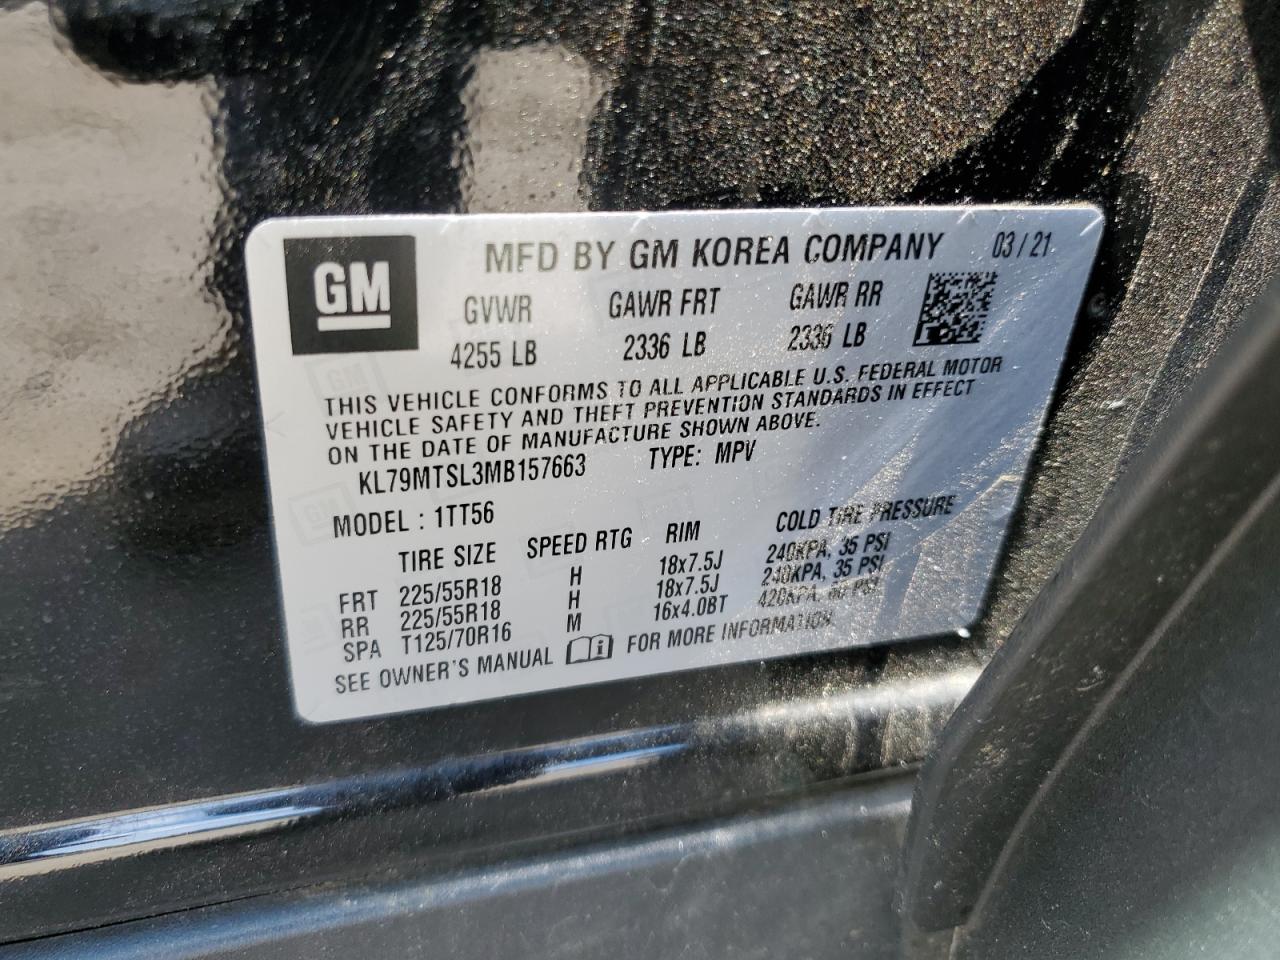 GM
MFD BY GM KOREA COMPANY 03/21
GVWR GAWR FRT GAWR RR
4255 LB 2336 LB 2336 LB
THIS VEHICLE CONFORMS TO ALL APPLICABLE U.S. FEDERAL MOTOR
VEHICLE SAFETY AND THEFT PREVENTION STANDARDS IN EFFECT
ON THE DATE OF MANUFACTURE SHOWN ABOVE.
KL79MTSL3MB157663 TYPE: MPV
MODEL : 1TT56
TIRE SIZE SPEED RTG RIM COLD TIRE PRESSURE
FRT 225/55R18 H 18x7.5J 240KPA, 35 PSI
RR 225/55R18 H 18x7.5J 240KPA, 35 PSI
SPA T125/70R16 M 16x4.0BT 420KPA, 60 PSI
SEE OWNER'S MANUAL FOR MORE INFORMATION.